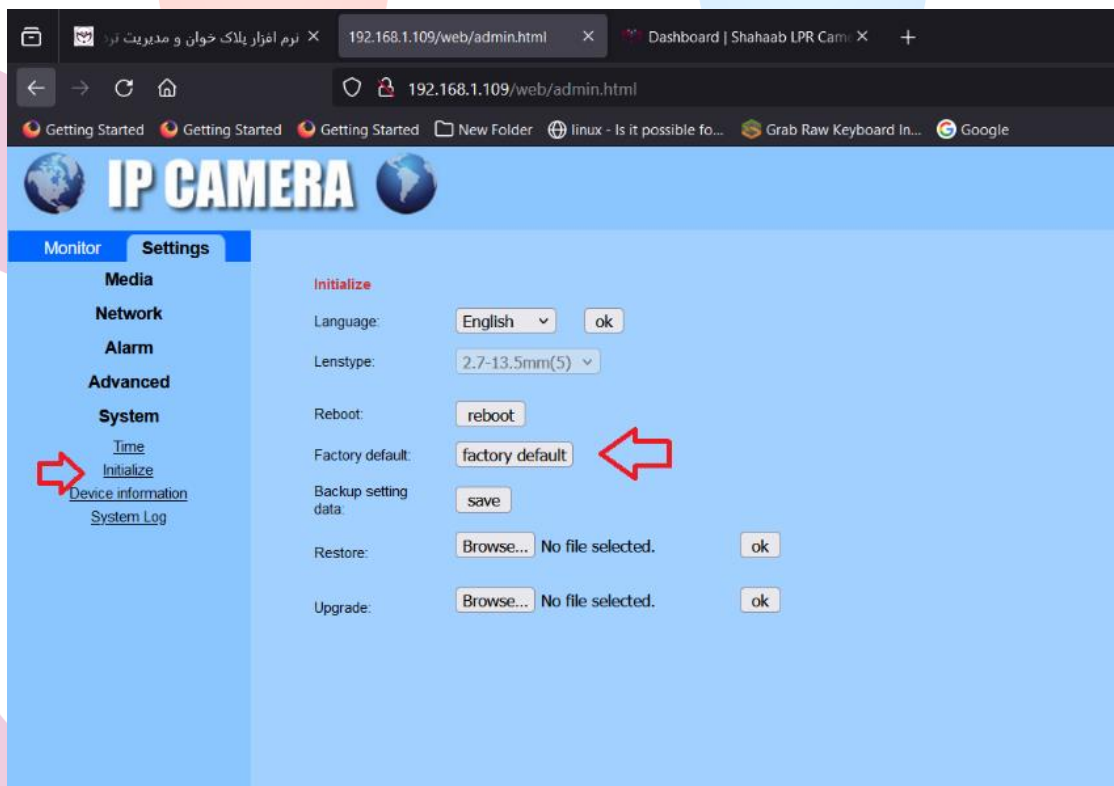 نرم افزار پلاک خوان و مدیریت ترد
192.168.1.109/web/admin.html
Dashboard | Shahaab LPR Cam
192.168.1.109/web/admin.html
Getting Started Getting Started Getting Started New Folder linux - Is it possible fo... Grab Raw Keyboard In... Google
IP CAMERA
Monitor Settings
Media
Network
Alarm
Advanced
System
Time
Initialize
Device information
System Log
Initialize
Language: English ok
Lenstype: 2.7-13.5mm(5)
Reboot: reboot
Factory default: factory default
Backup setting
data: save
Restore: Browse... No file selected. ok
Upgrade: Browse... No file selected. ok